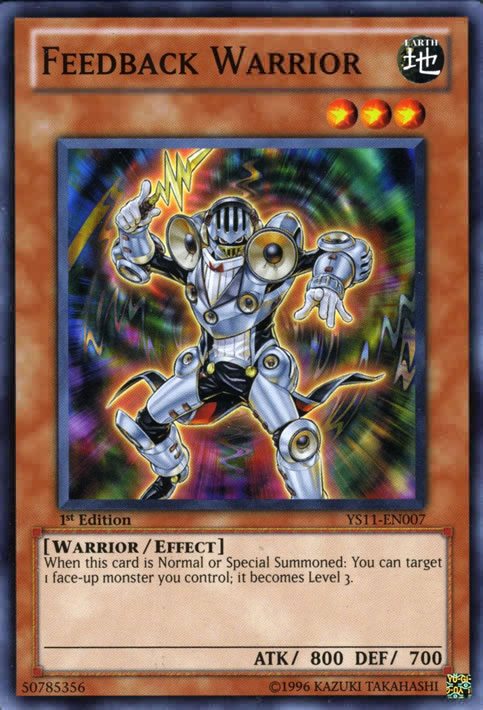 FEEDBACK WARRIOR
EARTH
地
1st Edition
YS11-EN007
[WARRIOR/EFFECT]
When this card is Normal or Special Summoned: You can target
1 face-up monster you control; it becomes Level 3.
ATK/ 800 DEF/ 700
50785356
©1996 KAZUKI TAKAHASHI